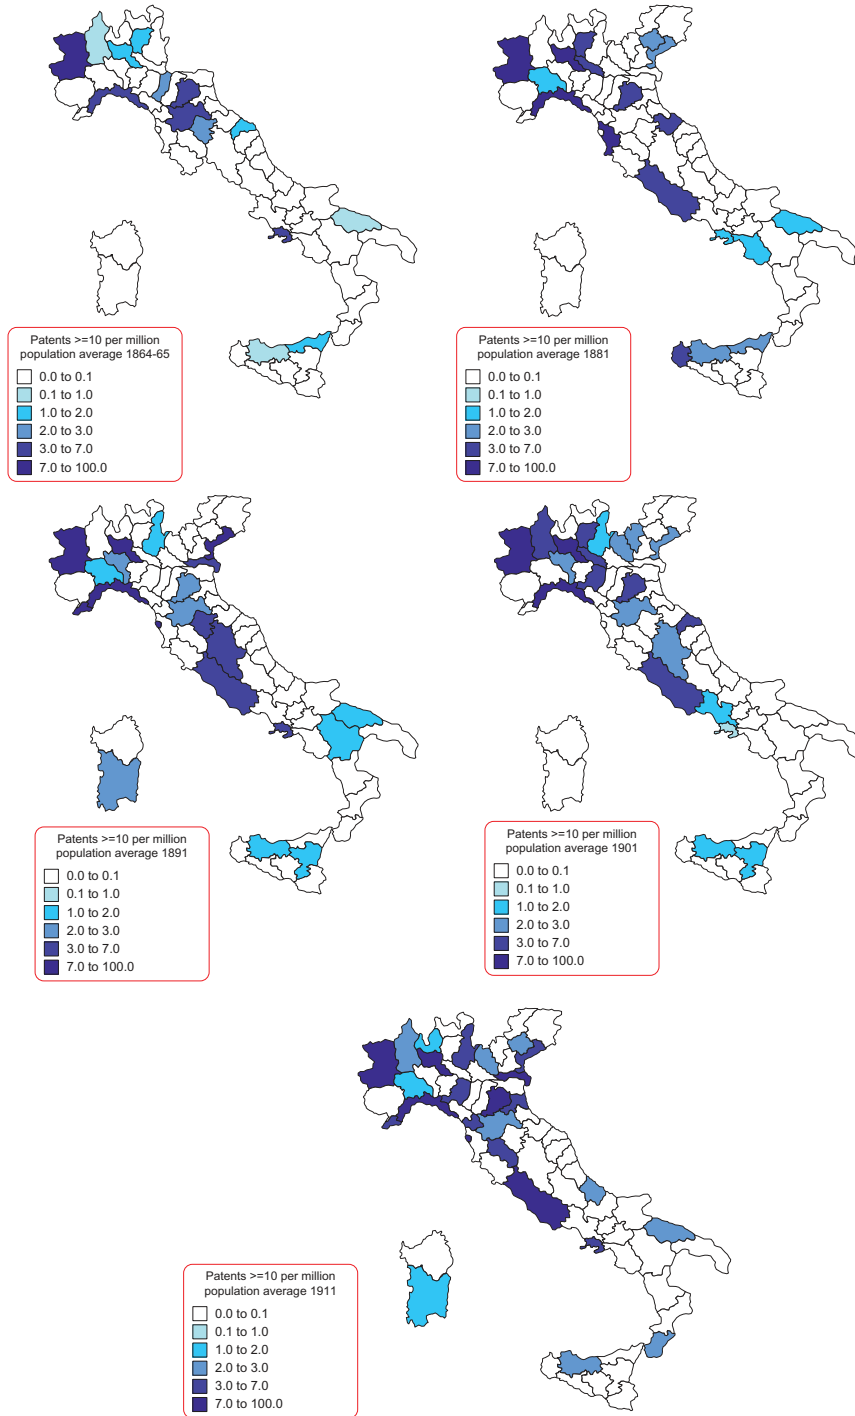 Patents >=10 per million
population average 1864-65
0.0 to 0.1
0.1 to 1.0
1.0 to 2.0
2.0 to 3.0
3.0 to 7.0
7.0 to 100.0
Patents >=10 per million
population average 1881
0.0 to 0.1
0.1 to 1.0
1.0 to 2.0
2.0 to 3.0
3.0 to 7.0
7.0 to 100.0
Patents >=10 per million
population average 1891
0.0 to 0.1
0.1 to 1.0
1.0 to 2.0
2.0 to 3.0
3.0 to 7.0
7.0 to 100.0
Patents >=10 per million
population average 1901
0.0 to 0.1
0.1 to 1.0
1.0 to 2.0
2.0 to 3.0
3.0 to 7.0
7.0 to 100.0
Patents >=10 per million
population average 1911
0.0 to 0.1
0.1 to 1.0
1.0 to 2.0
2.0 to 3.0
3.0 to 7.0
7.0 to 100.0